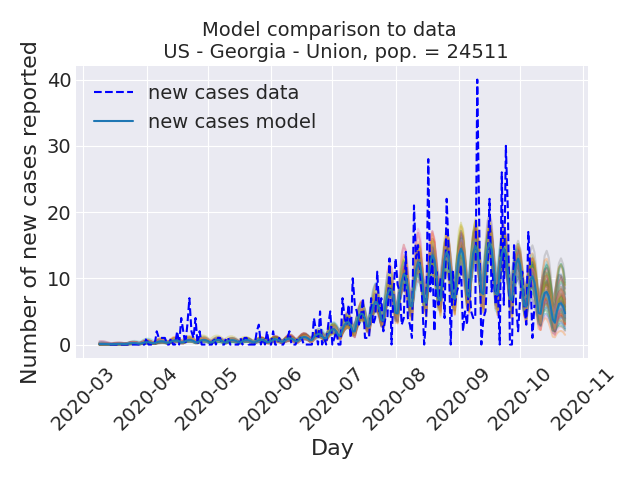 Model comparison to data
US - Georgia - Union, pop. = 24511
Number of new cases reported
40
30
20
10
0
new cases data
new cases model
2020-03
2020-04
2020-05
2020-06
2020-07
2020-08
2020-09
2020-10
2020-11
Day